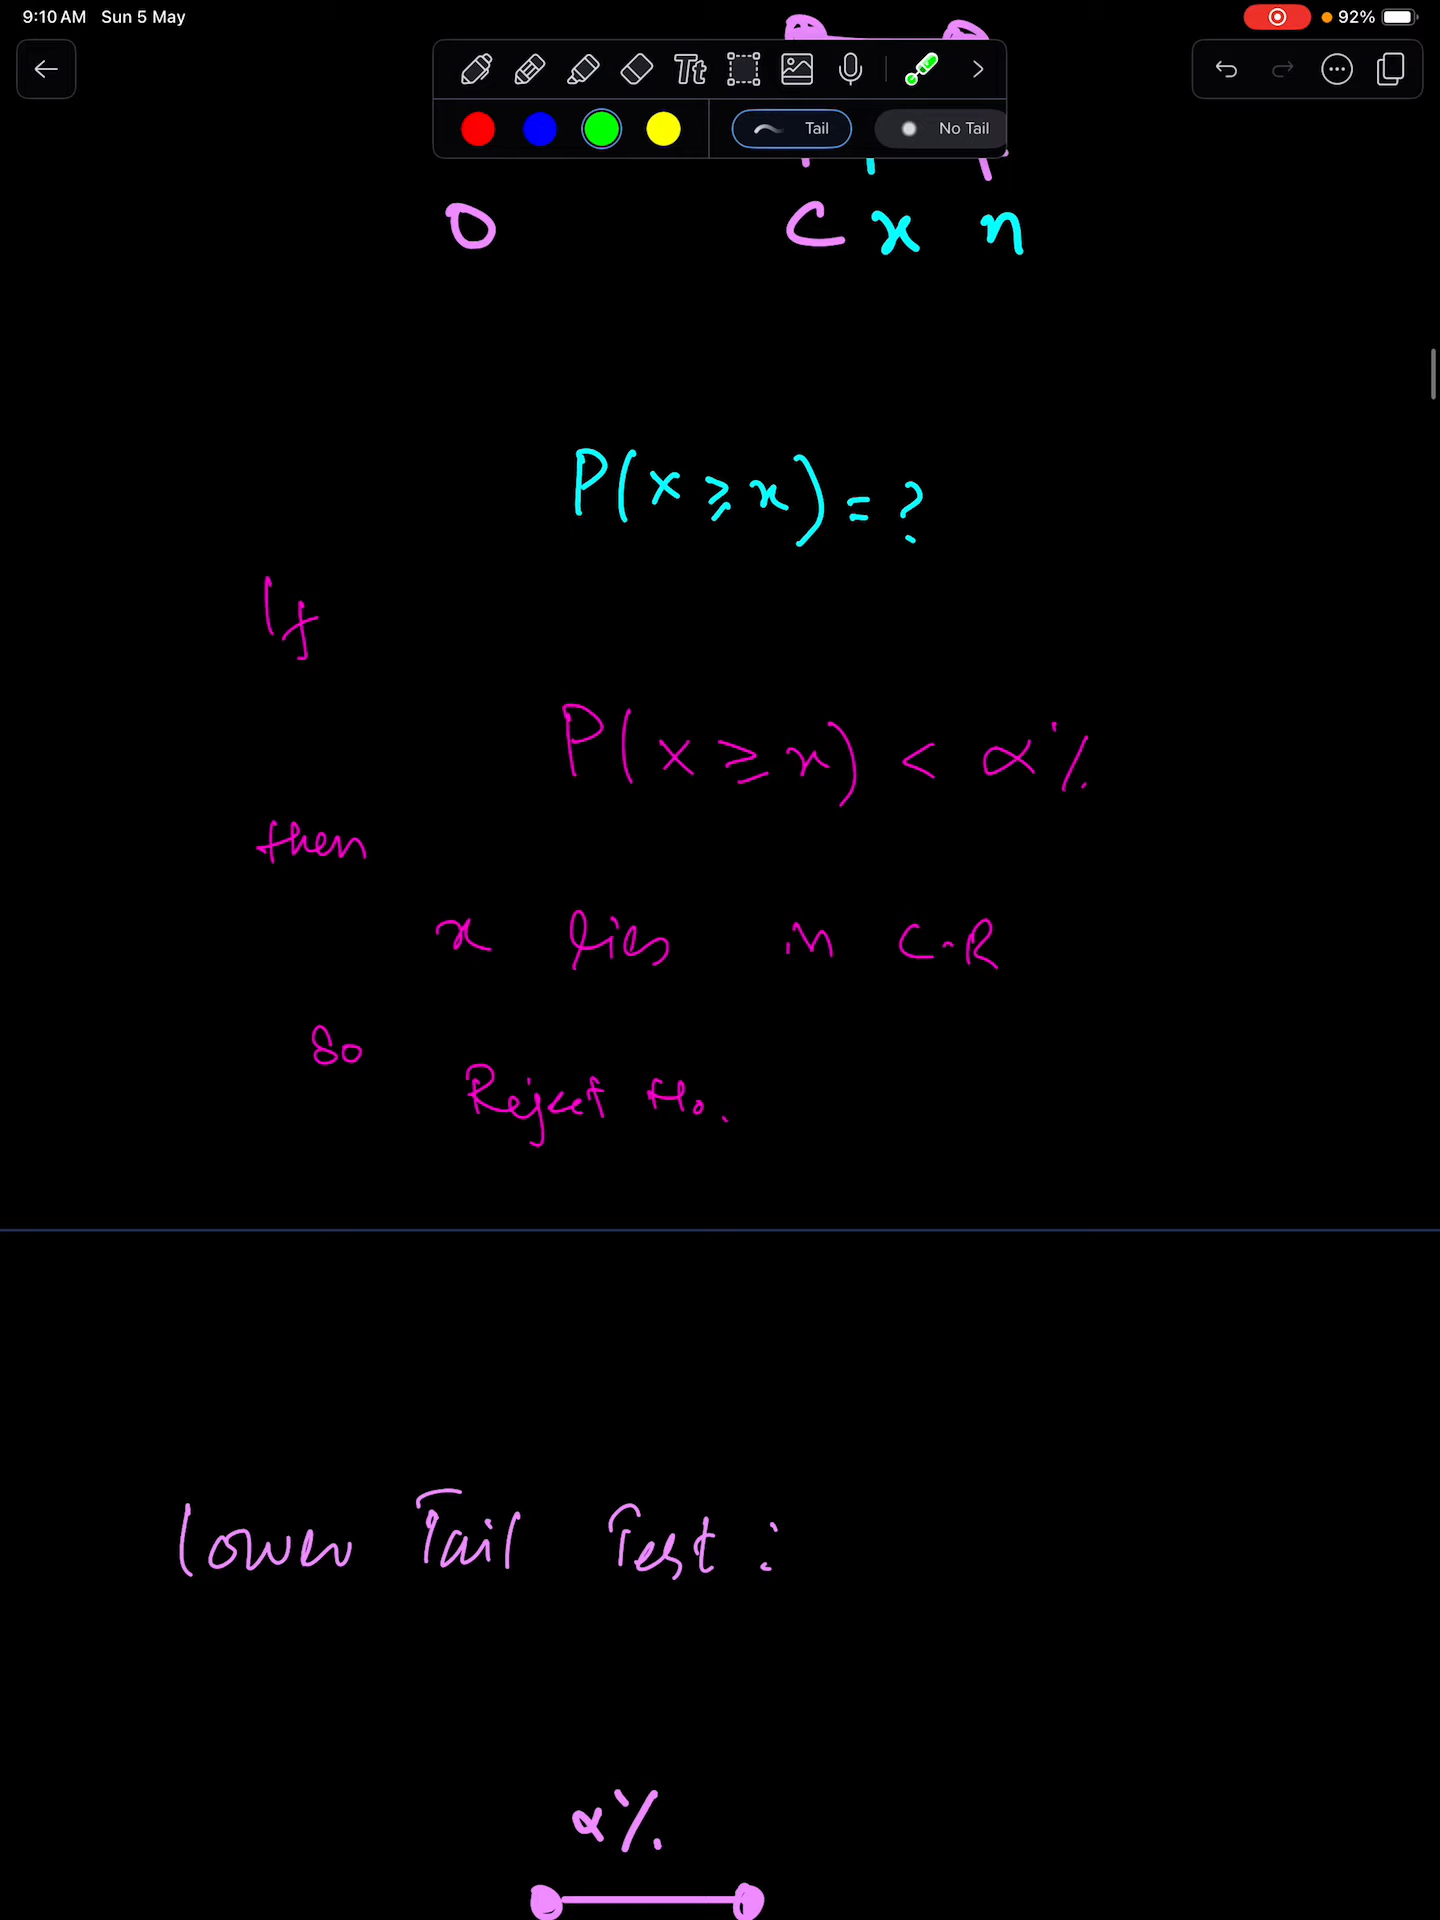 9:10 AM Sun 5 May
92%
Tt
Tail
No Tail
0 C x n
P(X ⩾ x) = ?
If
P(X ≥ x) < α%
then
x lies in C-R
So
Reject H₀.
Lower Tail Test :
α%